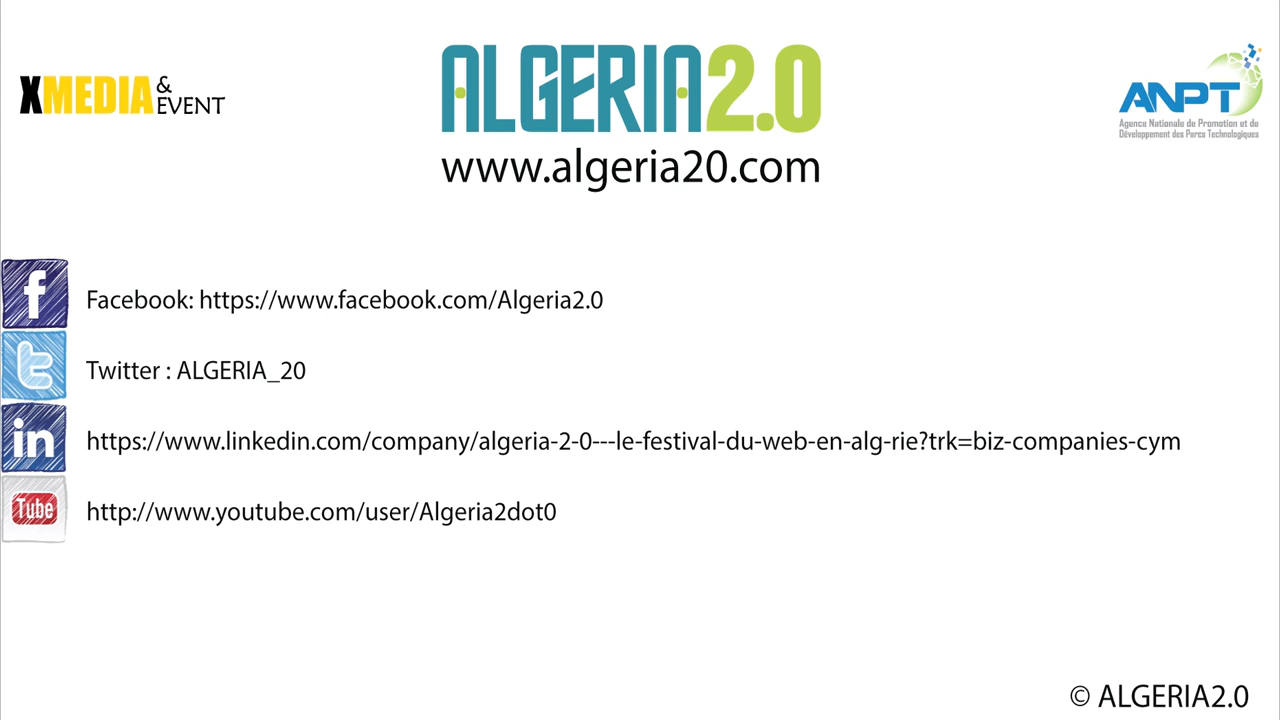 XMEDIA & EVENT
ALGERIA2.0
www.algeria20.com
ANPT
Agence Nationale de Promotion et de
Développement des Parcs Technologiques
f
Facebook: https://www.facebook.com/Algeria2.0
t
Twitter : ALGERIA_20
in
https://www.linkedin.com/company/algeria-2-0---le-festival-du-web-en-alg-rie?trk=biz-companies-cym
Tube
http://www.youtube.com/user/Algeria2dot0
© ALGERIA2.0